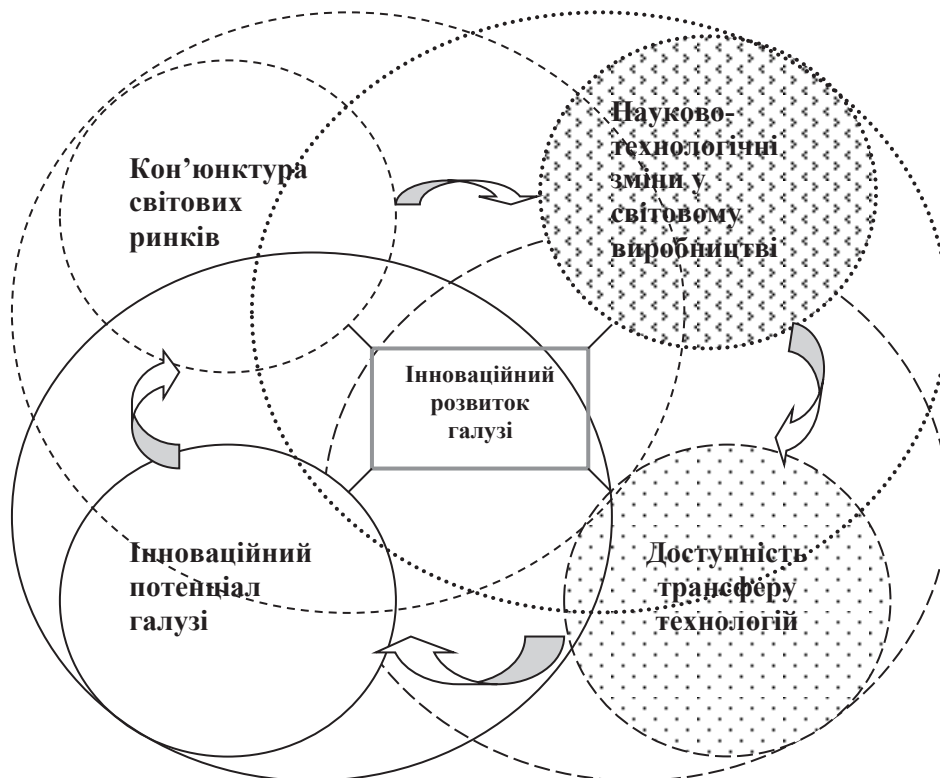 Кон’юнктура
світових
ринків
Науково-
технологічні
зміни у
світовому
виробництві
Інноваційний
розвиток
галузі
Інноваційний
потенціал
галузі
Доступність
трансферу
технологій